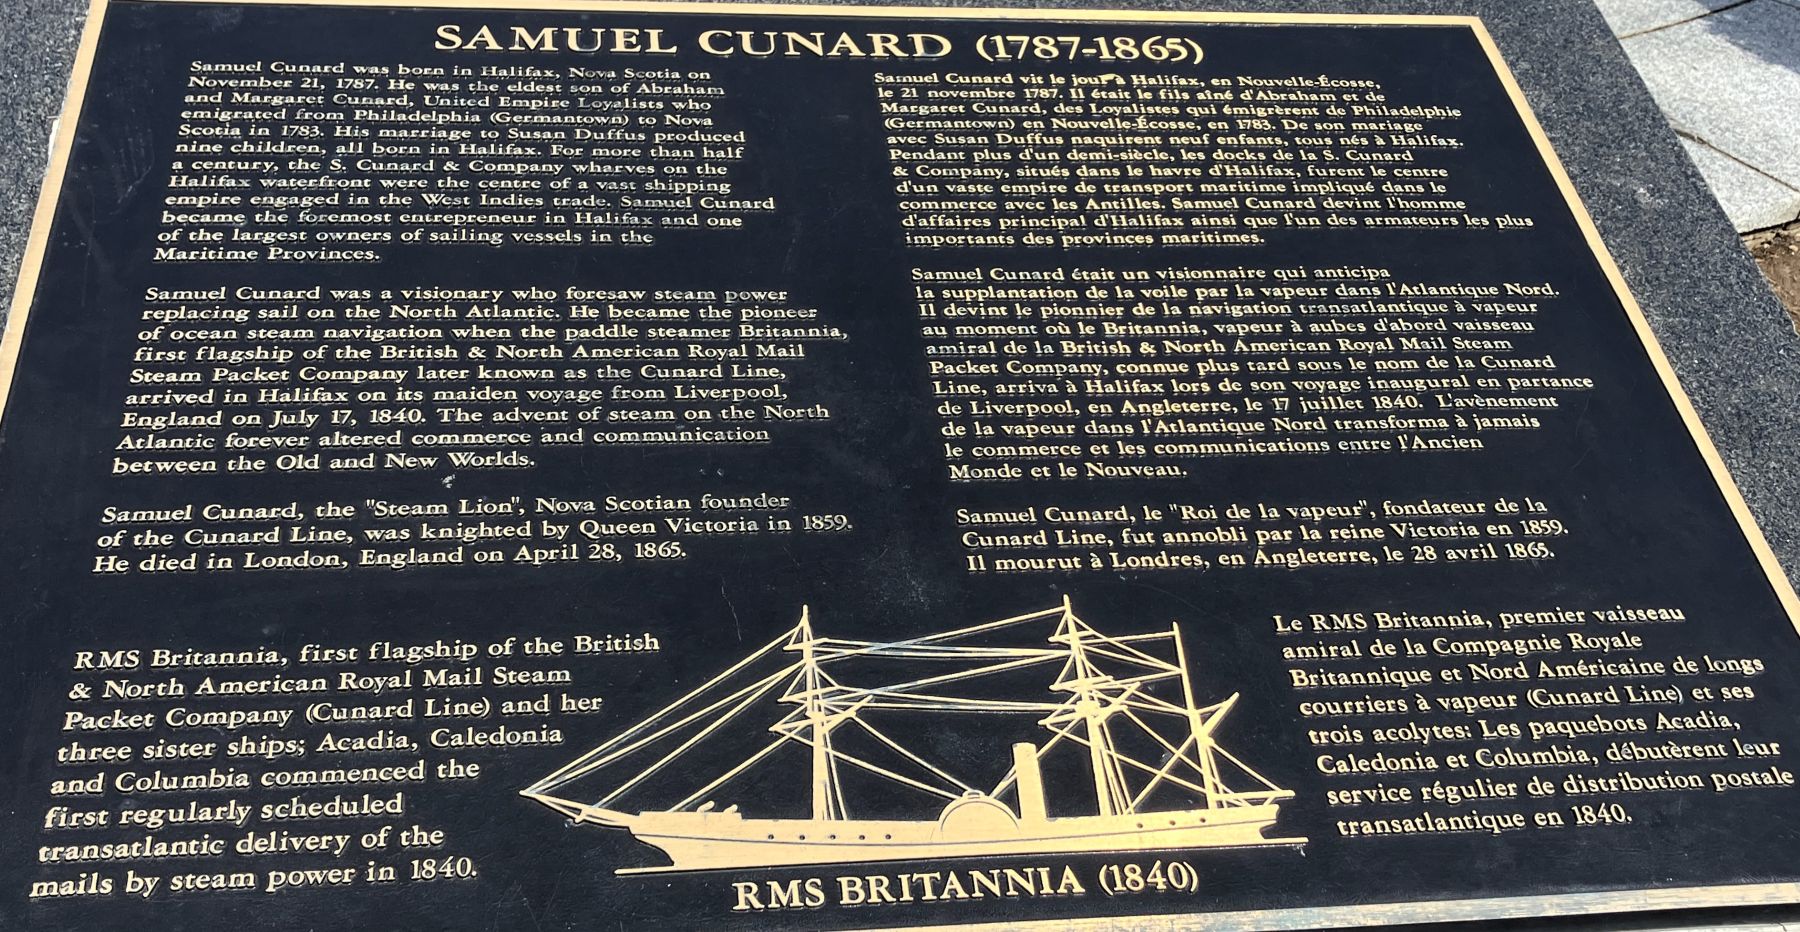 SAMUEL CUNARD (1787-1865)
Samuel Cunard was born in Halifax, Nova Scotia on
November 21, 1787. He was the eldest son of Abraham
and Margaret Cunard, United Empire Loyalists who
emigrated from Philadelphia (Germantown) to Nova
Scotia in 1783. His marriage to Susan Duffus produced
nine children, all born in Halifax. For more than half
a century, the S. Cunard & Company wharves on the
Halifax waterfront were the centre of a vast shipping
empire engaged in the West Indies trade. Samuel Cunard
became the foremost entrepreneur in Halifax and one
of the largest owners of sailing vessels in the
Maritime Provinces.
Samuel Cunard was a visionary who foresaw steam power
replacing sail on the North Atlantic. He became the pioneer
of ocean steam navigation when the paddle steamer Britannia,
first flagship of the British & North American Royal Mail
Steam Packet Company later known as the Cunard Line,
arrived in Halifax on its maiden voyage from Liverpool,
England on July 17, 1840. The advent of steam on the North
Atlantic forever altered commerce and communication
between the Old and New Worlds.
Samuel Cunard, the "Steam Lion", Nova Scotian founder
of the Cunard Line, was knighted by Queen Victoria in 1859.
He died in London, England on April 28, 1865.
Samuel Cunard vit le jour à Halifax, en Nouvelle-Écosse,
le 21 novembre 1787. Il était le fils aîné d'Abraham et de
Margaret Cunard, des Loyalistes qui émigrèrent de Philadelphie
(Germantown) en Nouvelle-Écosse, en 1783. De son mariage
avec Susan Duffus naquirent neuf enfants, tous nés à Halifax.
Pendant plus d'un demi-siècle, les docks de la S. Cunard
& Company, situés dans le havre d'Halifax, furent le centre
d'un vaste empire de transport maritime impliqué dans le
commerce avec les Antilles. Samuel Cunard devint l'homme
d'affaires principal d'Halifax ainsi que l'un des armateurs les plus
importants des provinces maritimes.
Samuel Cunard était un visionnaire qui anticipa
la supplantation de la voile par la vapeur dans l'Atlantique Nord.
Il devint le pionnier de la navigation transatlantique à vapeur
au moment où le Britannia, vapeur à aubes d'abord vaisseau
amiral de la British & North American Royal Mail Steam
Packet Company, connue plus tard sous le nom de la Cunard
Line, arriva à Halifax lors de son voyage inaugural en partance
de Liverpool, en Angleterre, le 17 juillet 1840. L'avènement
de la vapeur dans l'Atlantique Nord transforma à jamais
le commerce et les communications entre l'Ancien
Monde et le Nouveau.
Samuel Cunard, le "Roi de la vapeur", fondateur de la
Cunard Line, fut annobli par la reine Victoria en 1859.
Il mourut à Londres, en Angleterre, le 28 avril 1865.
RMS Britannia, first flagship of the British
& North American Royal Mail Steam
Packet Company (Cunard Line) and her
three sister ships; Acadia, Caledonia
and Columbia commenced the
first regularly scheduled
transatlantic delivery of the
mails by steam power in 1840.
RMS BRITANNIA (1840)
Le RMS Britannia, premier vaisseau
amiral de la Compagnie Royale
Britannique et Nord Américaine de longs
courriers à vapeur (Cunard Line) et ses
trois acolytes: Les paquebots Acadia,
Caledonia et Columbia, débutèrent leur
service régulier de distribution postale
transatlantique en 1840.